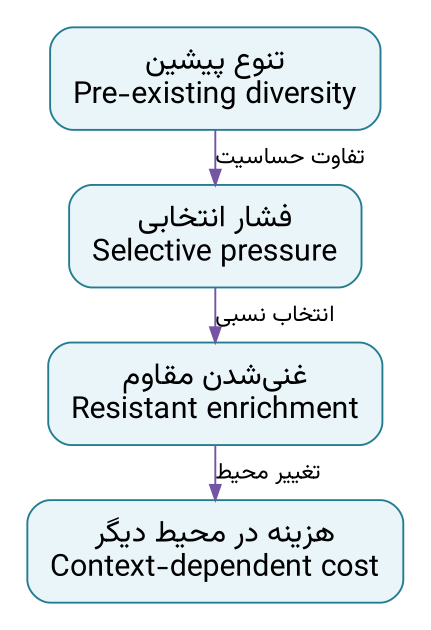 تنوع پیشین
Pre-existing diversity
تفاوت حساسیت
فشار انتخابی
Selective pressure
انتخاب نسبی
غنی‌شدن مقاوم
Resistant enrichment
تغییر محیط
هزینه در محیط دیگر
Context-dependent cost